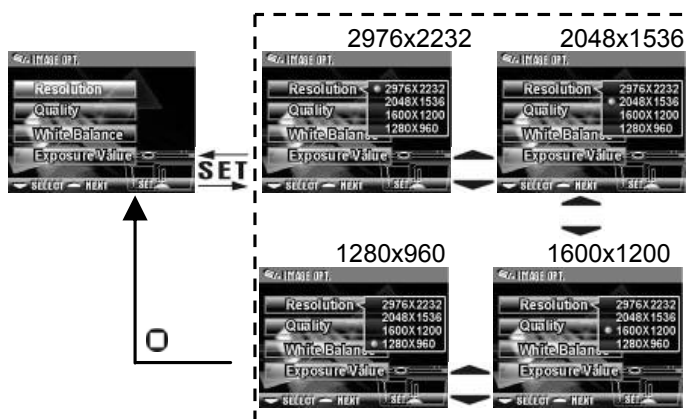 2976x2232
2048x1536
IMAGE OPT.
Resolution
Quality
White Balance
Exposure Value
SELECT NEXT SET
SET
IMAGE OPT.
Resolution
Quality
White Balance
Exposure Value
2976X2232
2048X1536
1600X1200
1280X960
SELECT NEXT SET
IMAGE OPT.
Resolution
Quality
White Balance
Exposure Value
2976X2232
2048X1536
1600X1200
1280X960
SELECT NEXT SET
1280x960
1600x1200
IMAGE OPT.
Resolution
Quality
White Balance
Exposure Value
2976X2232
2048X1536
1600X1200
1280X960
SELECT NEXT SET
IMAGE OPT.
Resolution
Quality
White Balance
Exposure Value
2976X2232
2048X1536
1600X1200
1280X960
SELECT NEXT SET